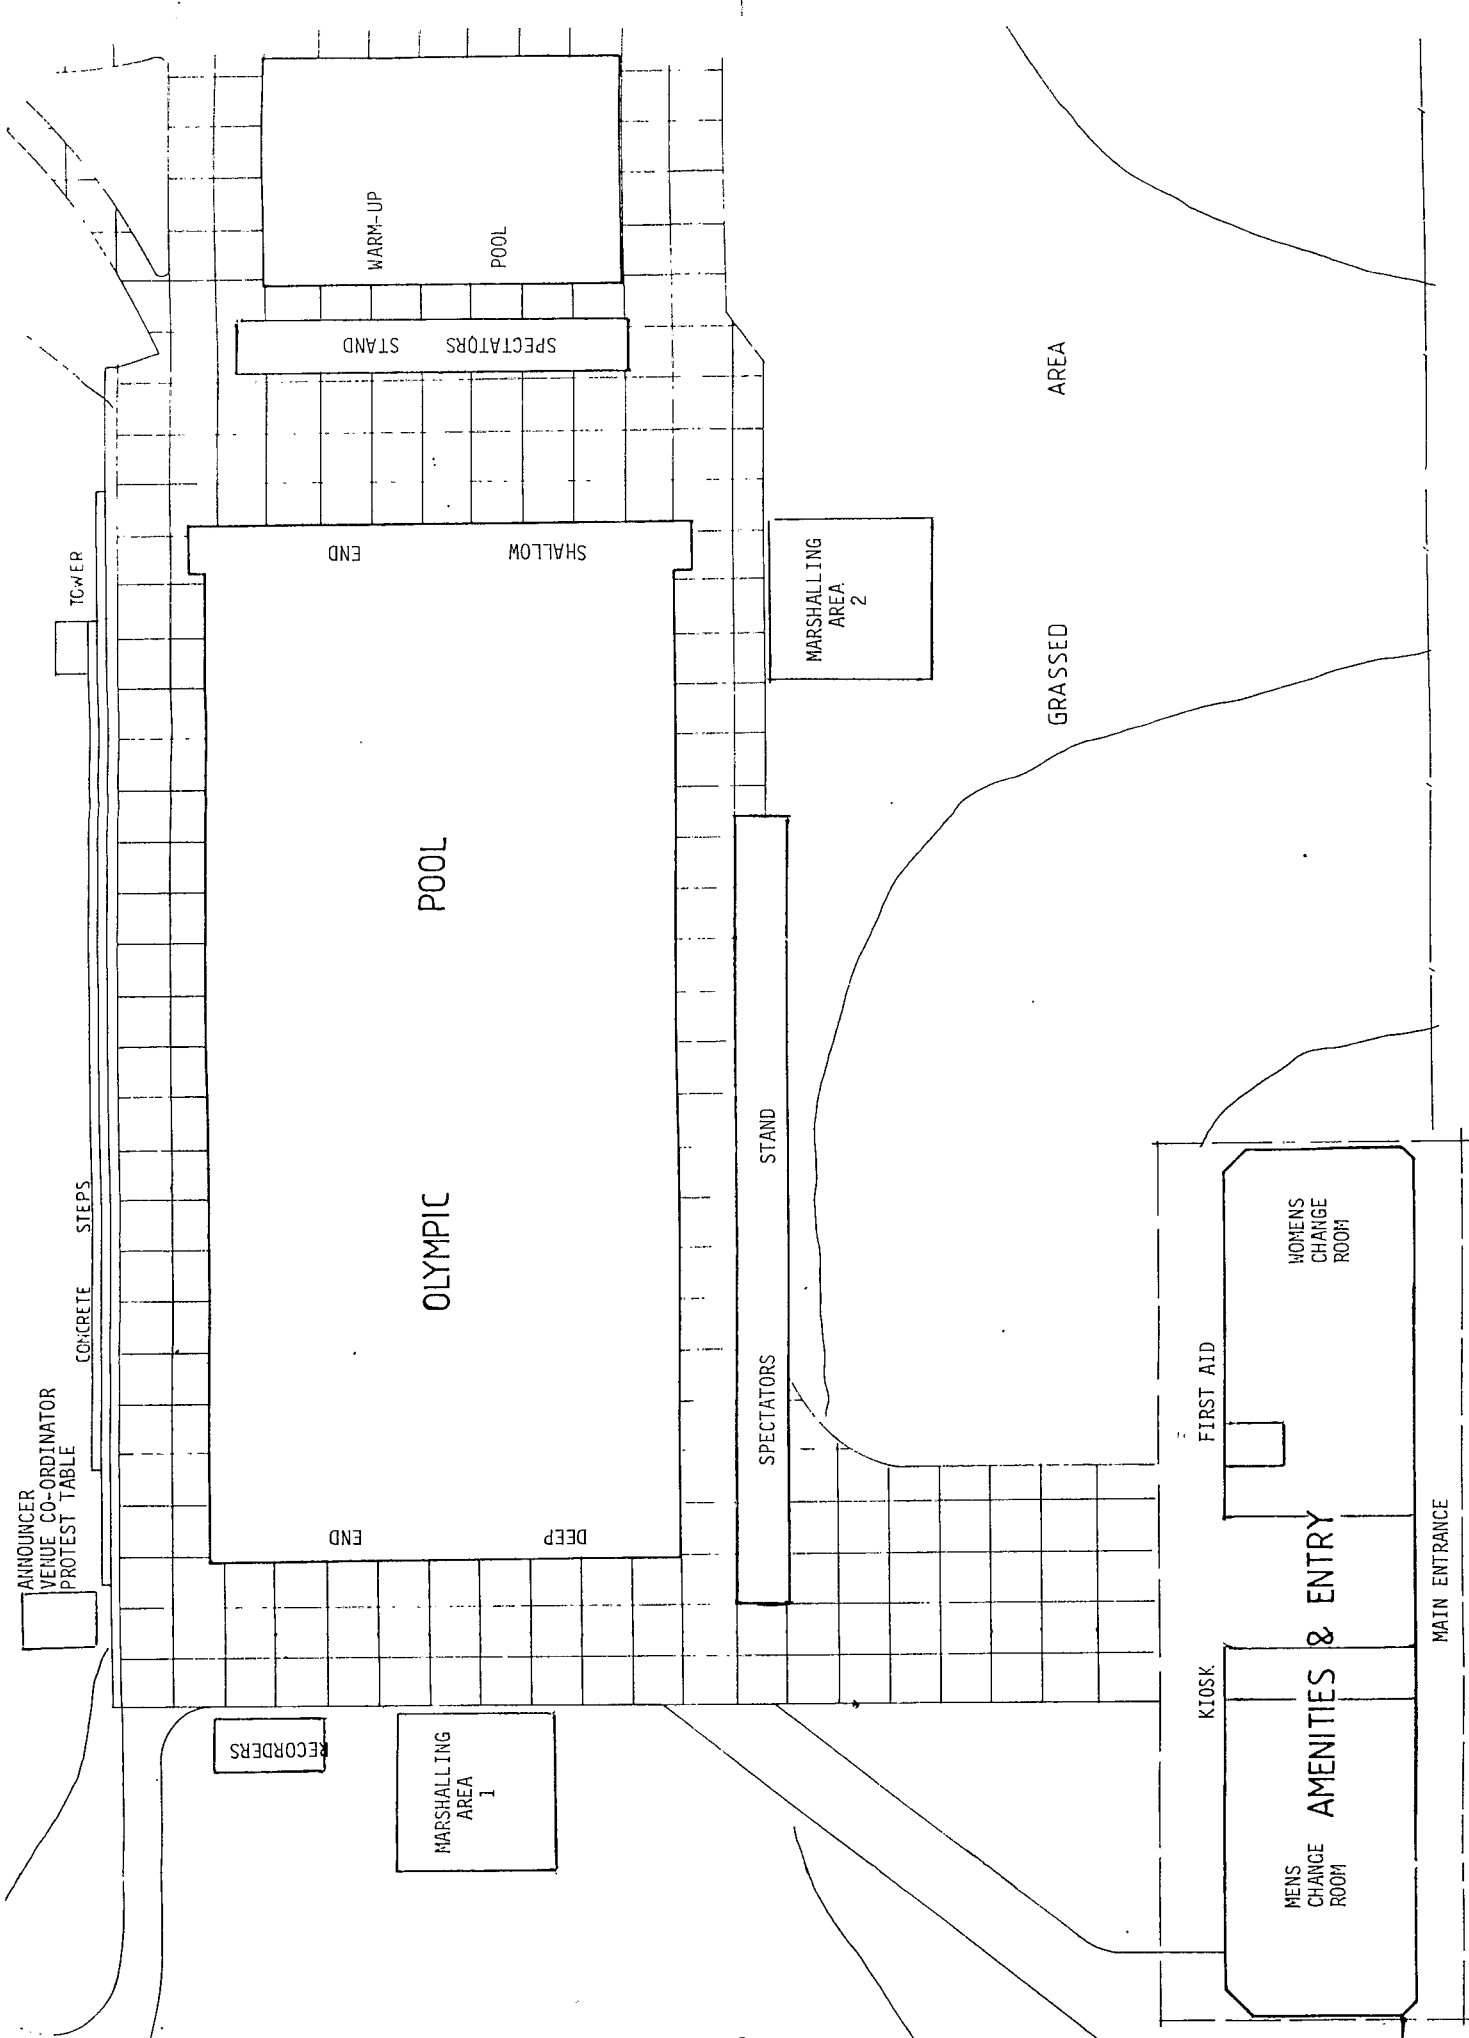 ANNOUNCER
VENUE CO-ORDINATOR
PROTEST TABLE
CONCRETE STEPS
TOWER
RECORDERS
MARSHALLING
AREA
1
DEEP END
OLYMPIC POOL
SHALLOW END
SPECTATORS STAND
WARM-UP
POOL
SPECTATORS STAND
MARSHALLING
AREA
2
GRASSED AREA
KIOSK
FIRST AID
MENS
CHANGE
ROOM
AMENITIES & ENTRY
WOMENS
CHANGE
ROOM
MAIN ENTRANCE